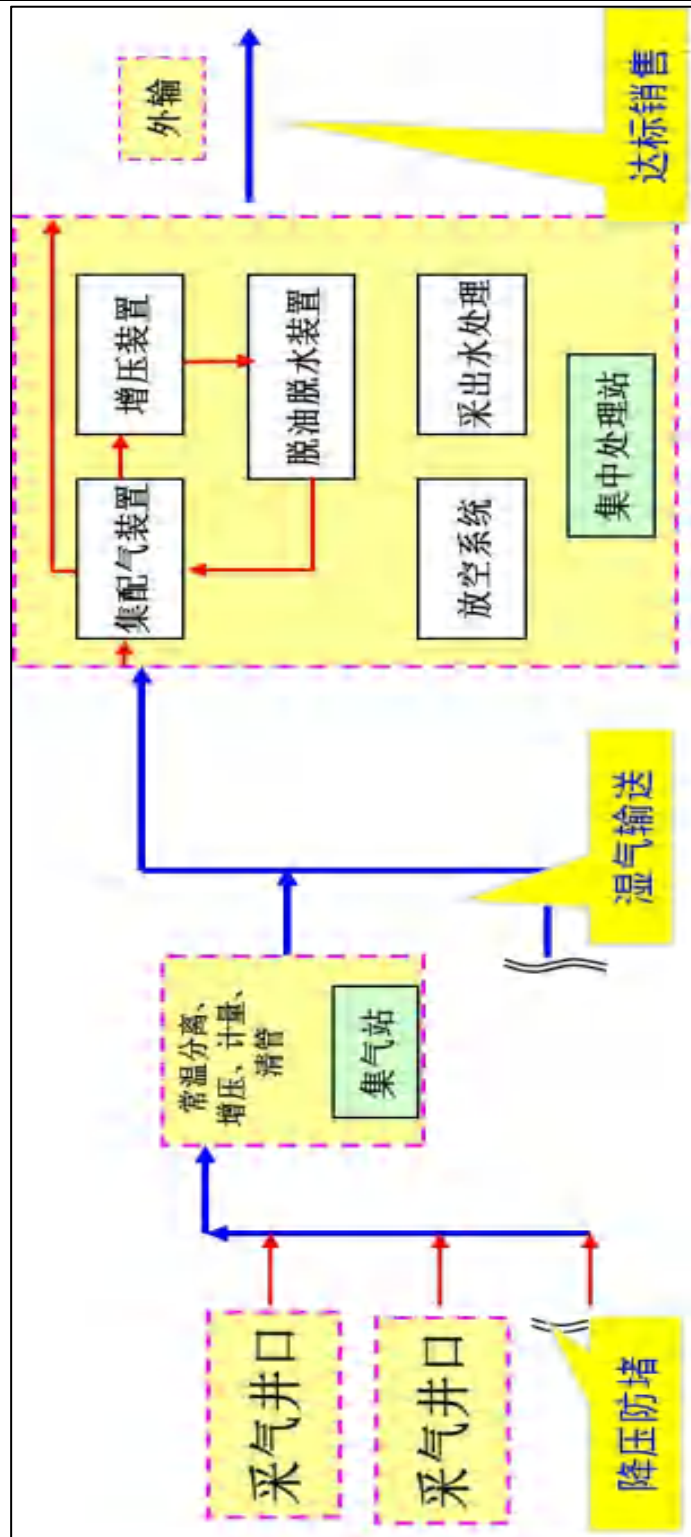 采气井口
采气井口
降压防堵
常温分离、
增压、计量、
清管
集气站
湿气输送
集配气装置
增压装置
脱油脱水装置
放空系统
采出水处理
集中处理站
外输
达标销售